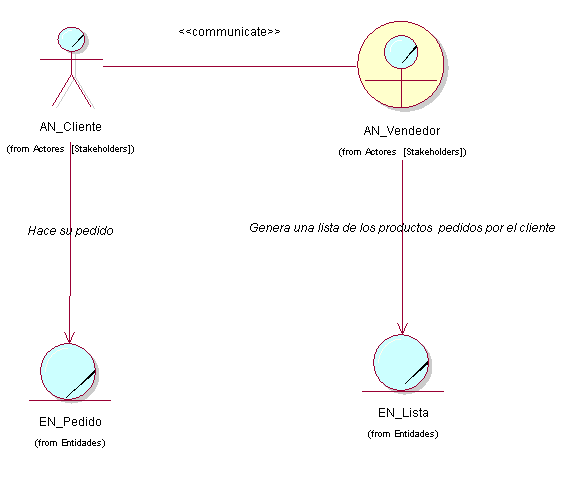 <<communicate>>
AN_Cliente
(from Actores [Stakeholders])
AN_Vendedor
(from Actores [Stakeholders])
Hace su pedido
Genera una lista de los productos pedidos por el cliente
EN_Pedido
(from Entidades)
EN_Lista
(from Entidades)